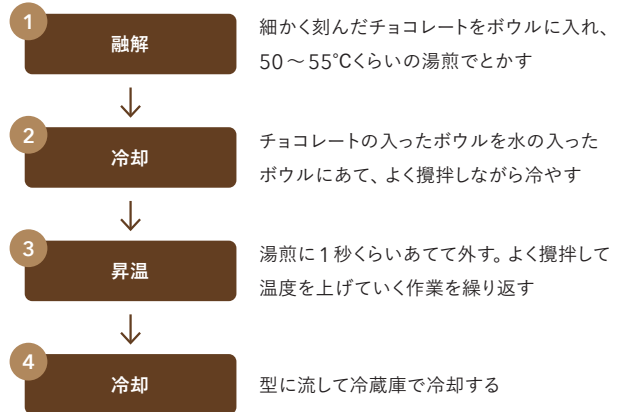 1
融解
細かく刻んだチョコレートをボウルに入れ、
50〜55℃くらいの湯煎でとかす
2
冷却
チョコレートの入ったボウルを水の入った
ボウルにあて、よく攪拌しながら冷やす
3
昇温
湯煎に1秒くらいあてて外す。よく攪拌して
温度を上げていく作業を繰り返す
4
冷却
型に流して冷蔵庫で冷却する